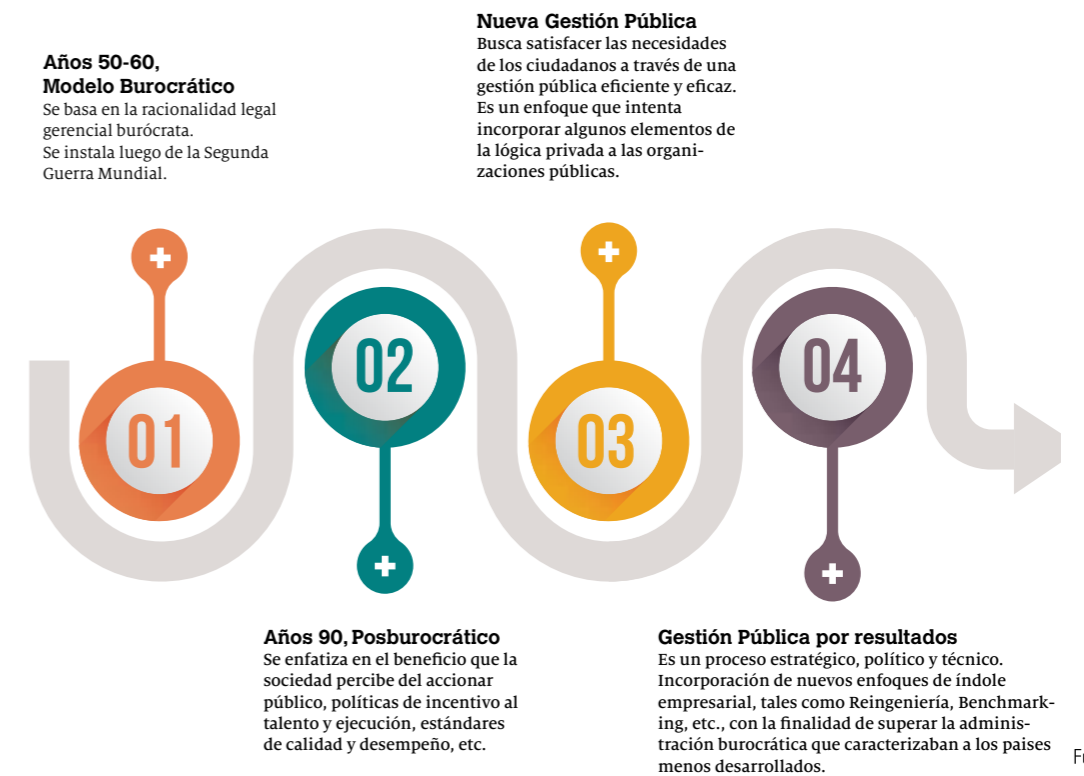 Años 50-60,
Modelo Burocrático
Se basa en la racionalidad legal
gerencial burócrata.
Se instala luego de la Segunda
Guerra Mundial.
01
Años 90, Posburocrático
Se enfatiza en el beneficio que la
sociedad percibe del accionar
público, políticas de incentivo al
talento y ejecución, estándares
de calidad y desempeño, etc.
02
Nueva Gestión Pública
Busca satisfacer las necesidades
de los ciudadanos a través de una
gestión pública eficiente y eficaz.
Es un enfoque que intenta
incorporar algunos elementos de
la lógica privada a las organi-
zaciones públicas.
03
04
Gestión Pública por resultados
Es un proceso estratégico, político y técnico.
Incorporación de nuevos enfoques de índole
empresarial, tales como Reingeniería, Benchmark-
ing, etc., con la finalidad de superar la adminis-
tración burocrática que caracterizaban a los paises
menos desarrollados.